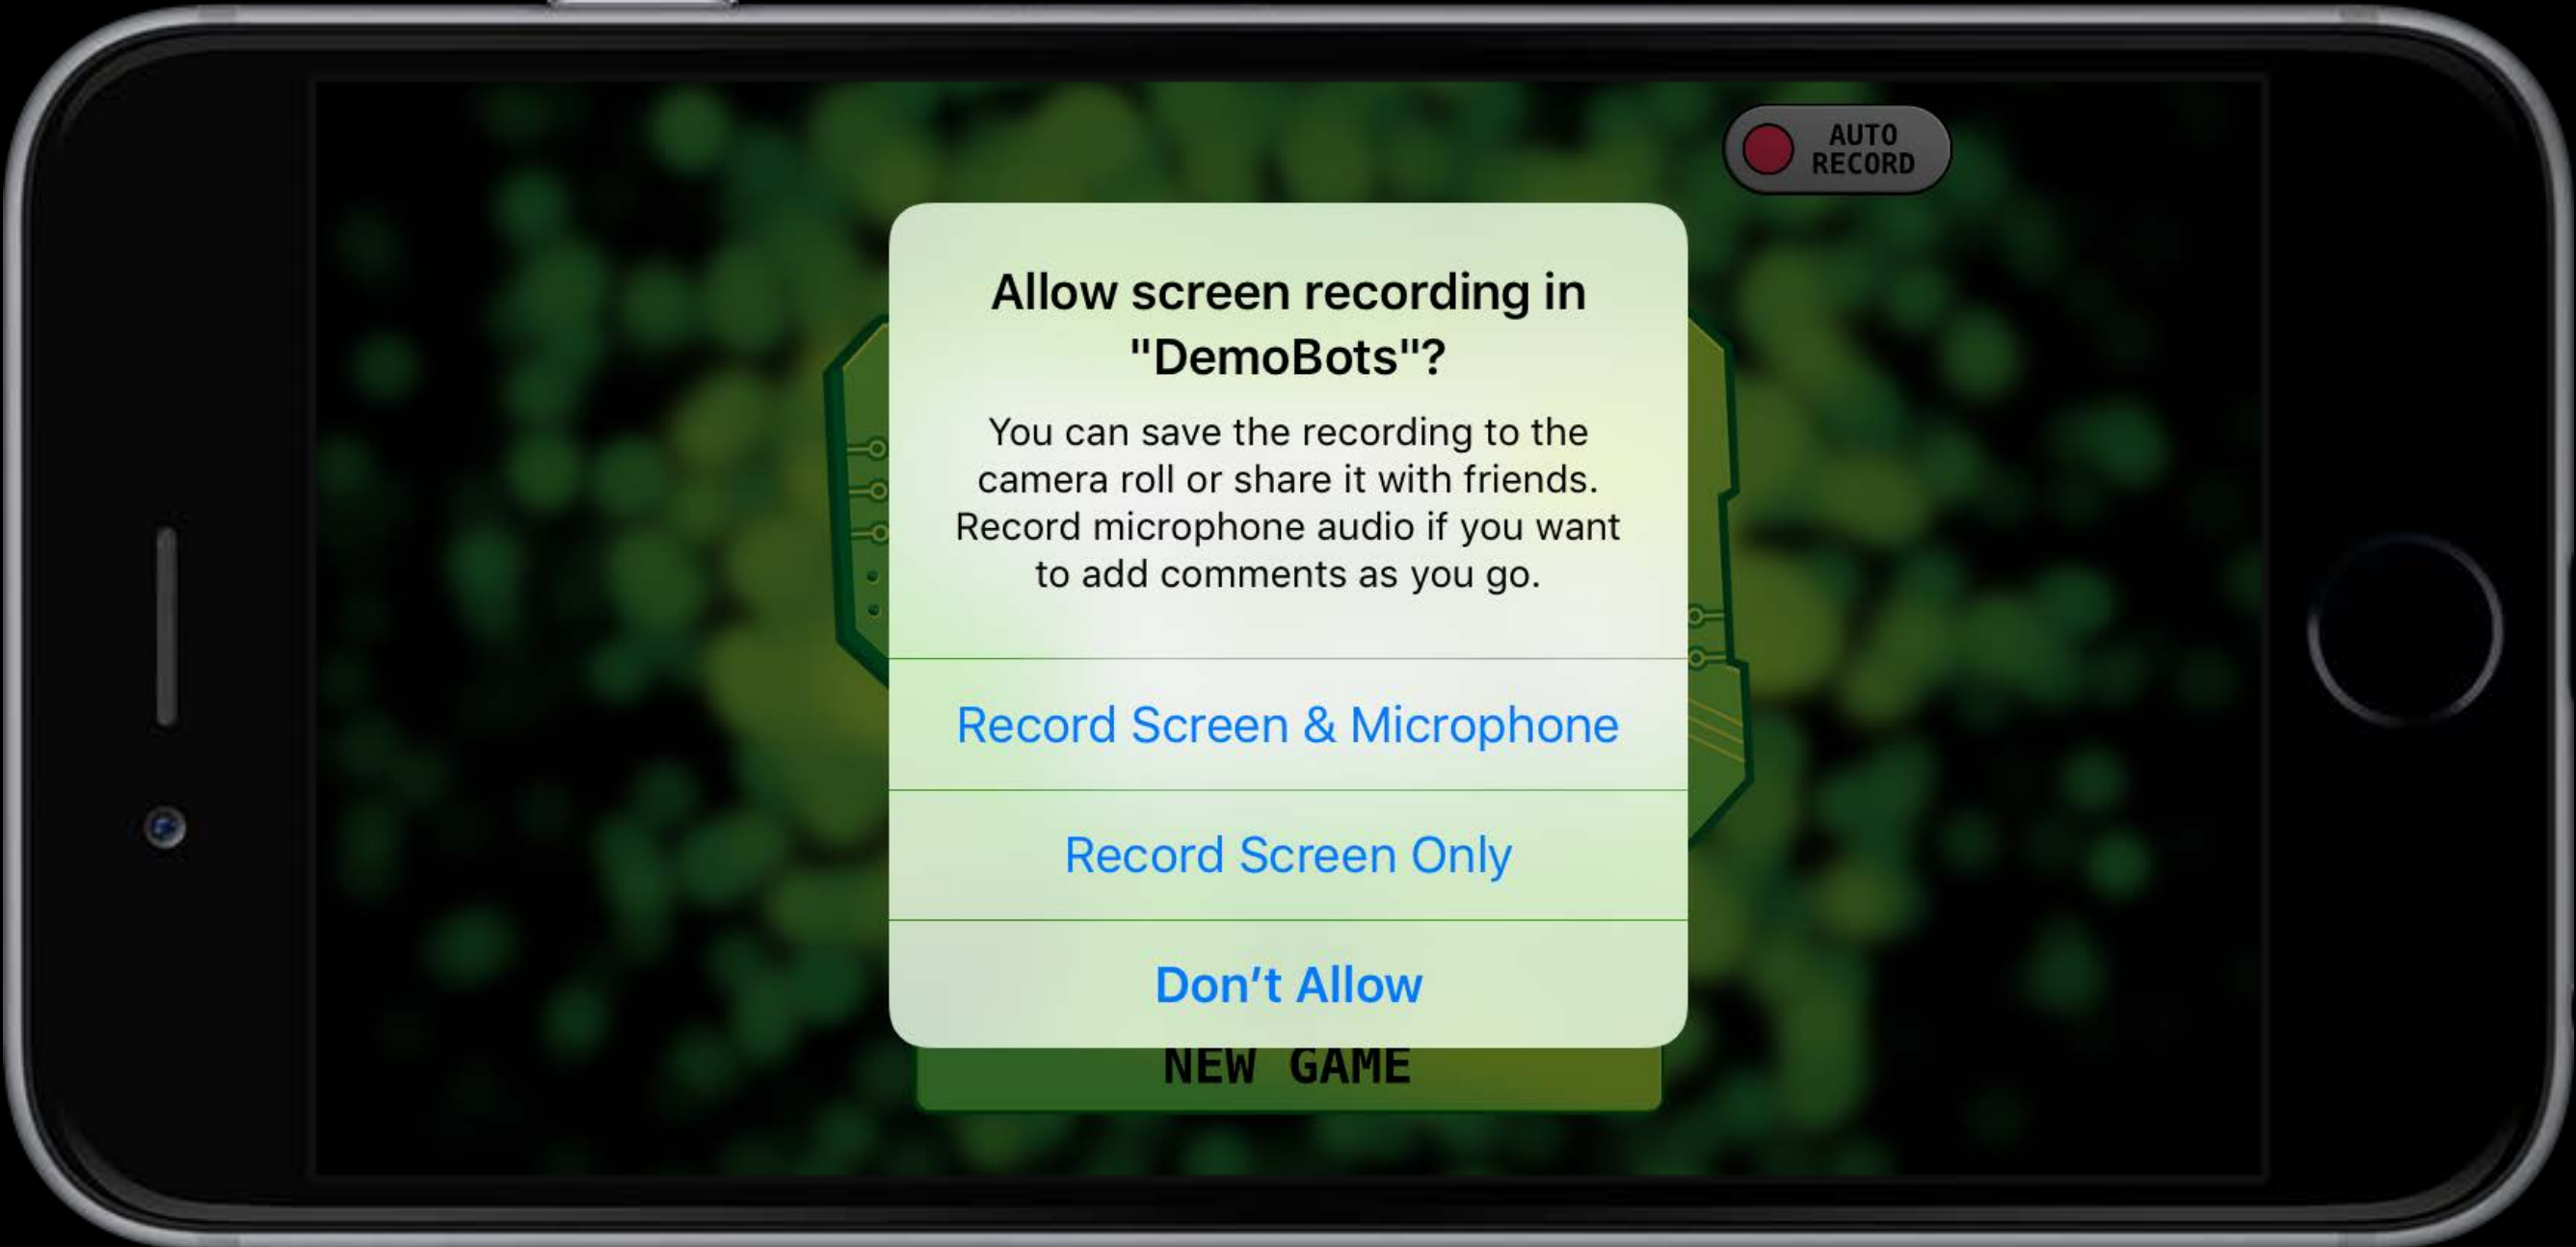 AUTO
RECORD
Allow screen recording in
"DemoBots"?
You can save the recording to the
camera roll or share it with friends.
Record microphone audio if you want
to add comments as you go.
Record Screen & Microphone
Record Screen Only
Don’t Allow
NEW GAME